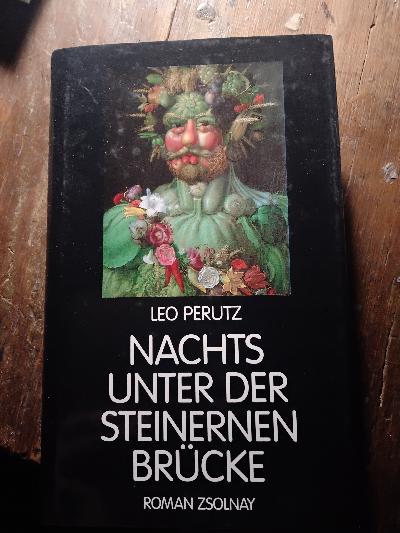 LEO PERUTZ
NACHTS
UNTER DER
STEINERNEN
BRÜCKE
ROMAN ZSOLNAY